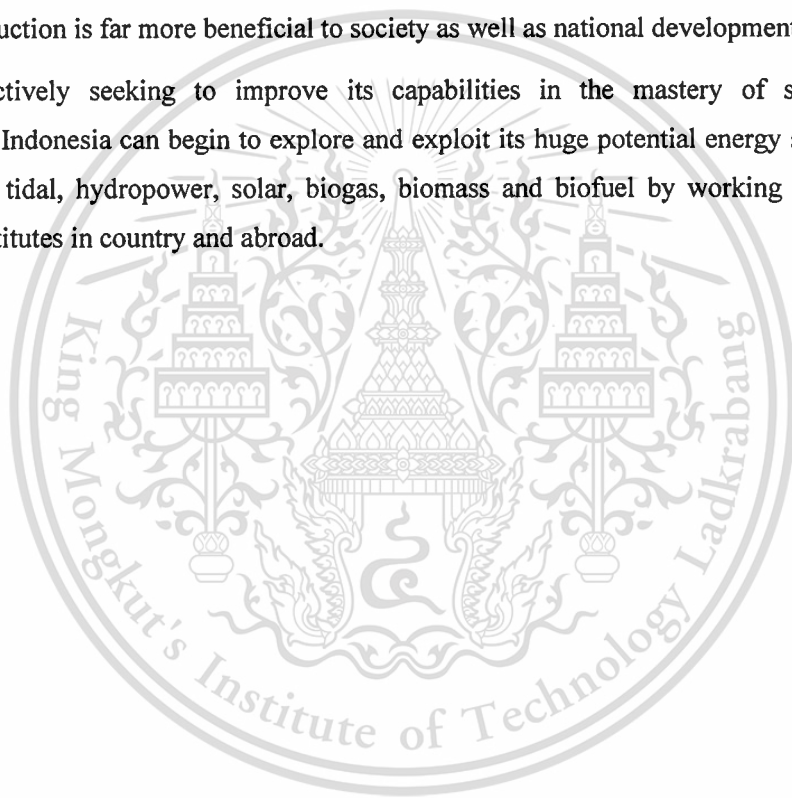 uction is far more beneficial to society as well as national development
ctively seeking to improve its capabilities in the mastery of s
Indonesia can begin to explore and exploit its huge potential energy
tidal, hydropower, solar, biogas, biomass and biofuel by working
titutes in country and abroad.
King Mongkut's Institute of Technology Ladkrabang